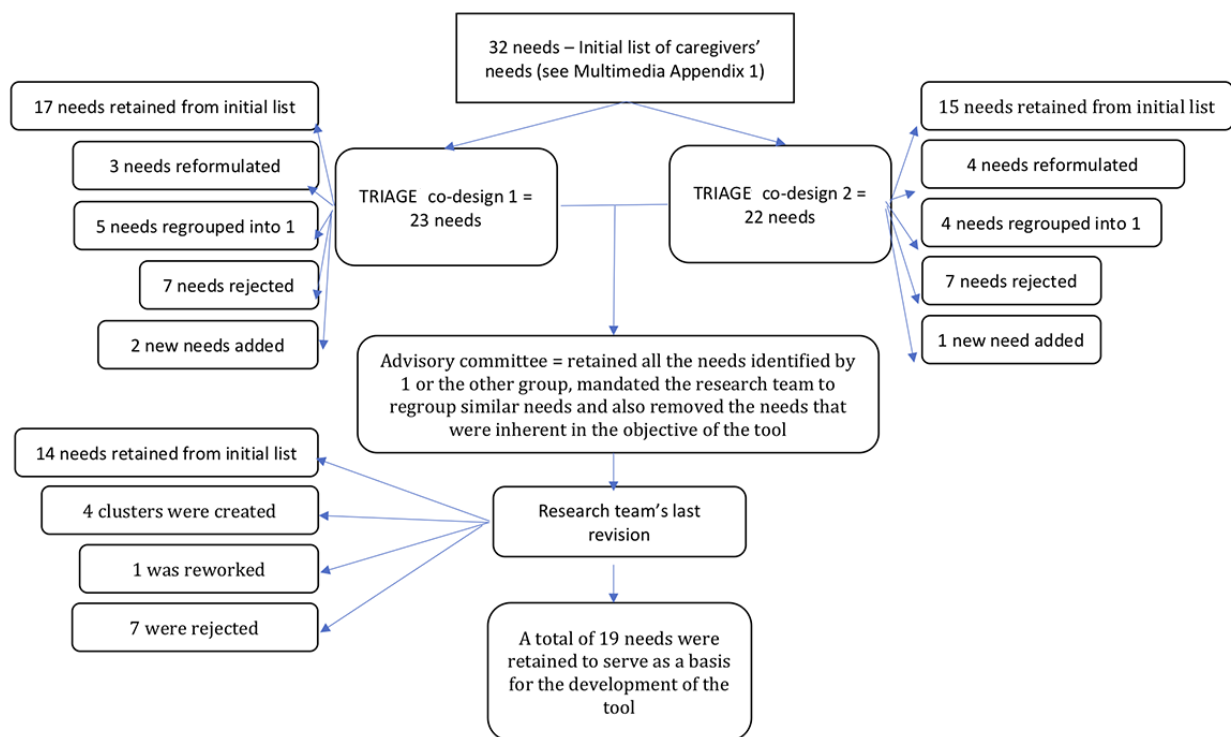 32 needs – Initial list of caregivers’
needs (see Multimedia Appendix 1)
17 needs retained from initial list
3 needs reformulated
5 needs regrouped into 1
7 needs rejected
2 new needs added
TRIAGE co-design 1 =
23 needs
TRIAGE co-design 2 =
22 needs
15 needs retained from initial list
4 needs reformulated
4 needs regrouped into 1
7 needs rejected
1 new need added
Advisory committee = retained all the needs identified by
1 or the other group, mandated the research team to
regroup similar needs and also removed the needs that
were inherent in the objective of the tool
14 needs retained from initial list
4 clusters were created
1 was reworked
7 were rejected
Research team’s last
revision
A total of 19 needs were
retained to serve as a basis
for the development of the
tool